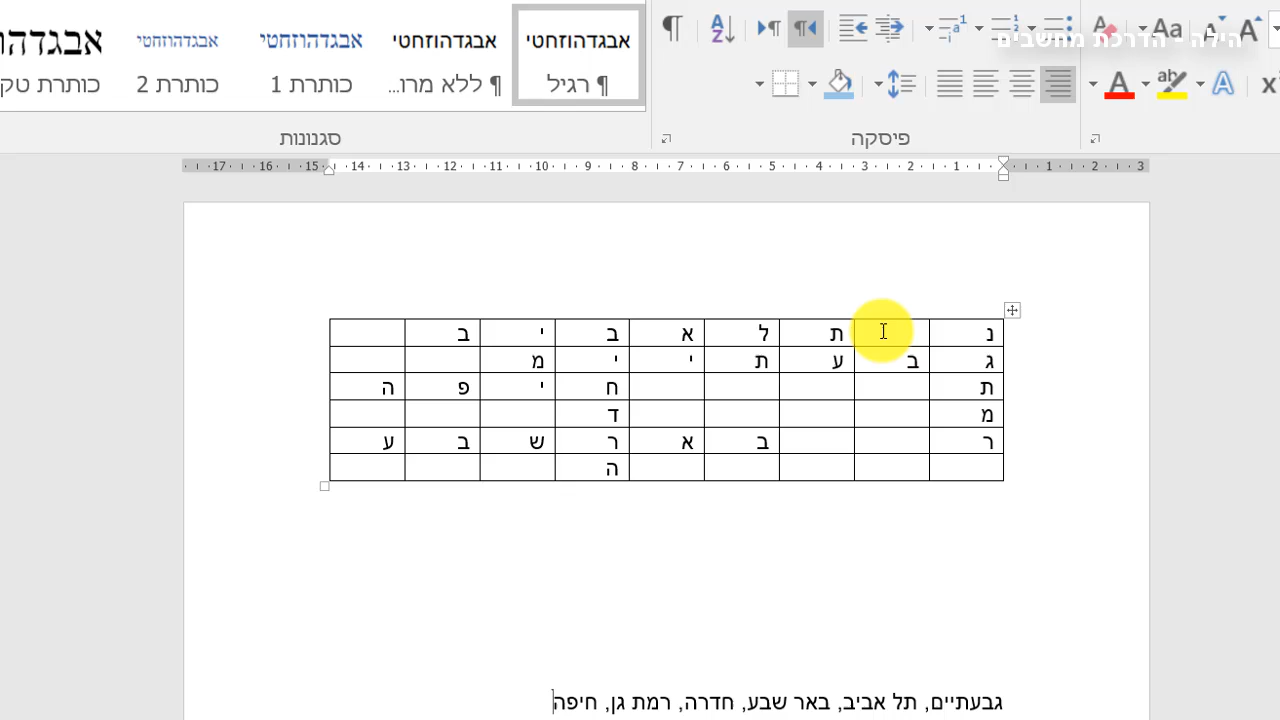 הילה - הדרכת מחשבים
אבגדהוזחטי אבגדהוזחטי אבגדהוזחטי אבגדהוזחטי אבגדהו
¶ רגיל ¶ ללא מרו... כותרת 1 כותרת 2 כותרת טק
פיסקה סגנונות
3 2 1 1 2 3 4 5 6 7 8 9 10 11 12 13 14 15 16 17
נ ת ל א ב י ב
ג ב ע ת י י מ
ת ח י פ ה
מ ד
ר ב א ר ש ב ע
ה
גבעתיים, תל אביב, באר שבע, חדרה, רמת גן, חיפה